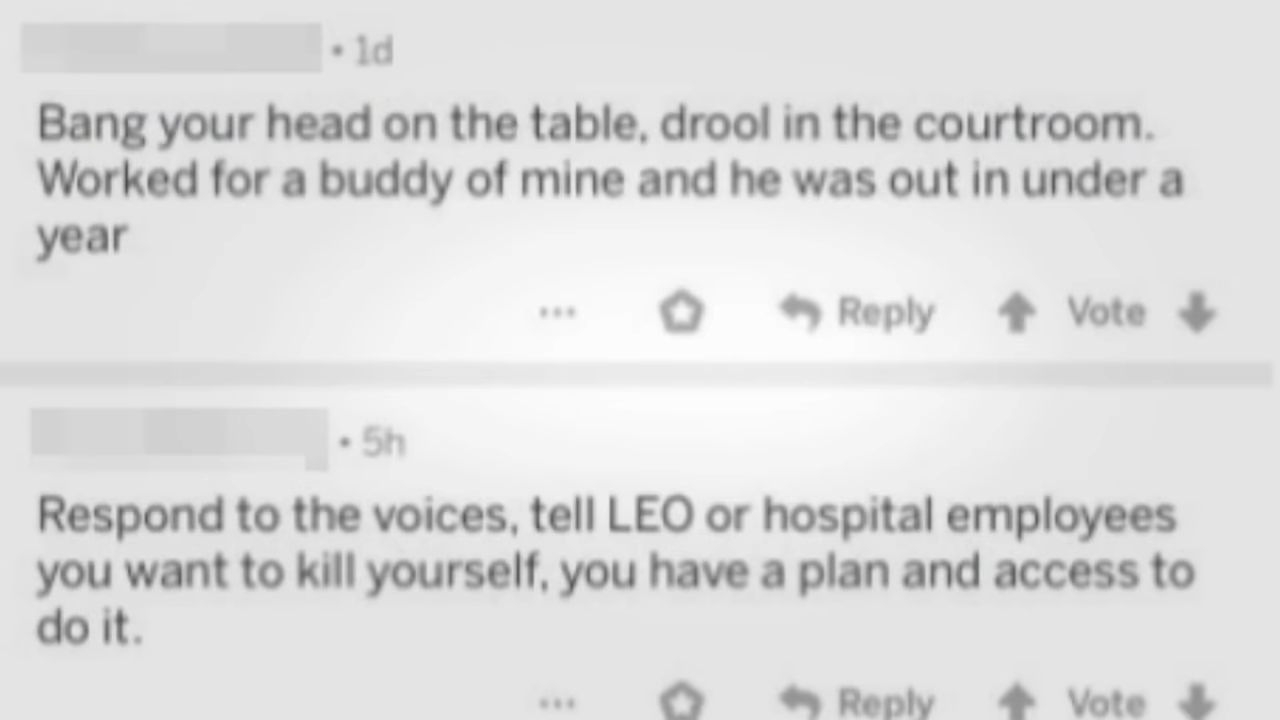 • 1d
Bang your head on the table, drool in the courtroom.
Worked for a buddy of mine and he was out in under a
year
... Reply Vote
• 5h
Respond to the voices, tell LEO or hospital employees
you want to kill yourself, you have a plan and access to
do it.
... Reply Vote